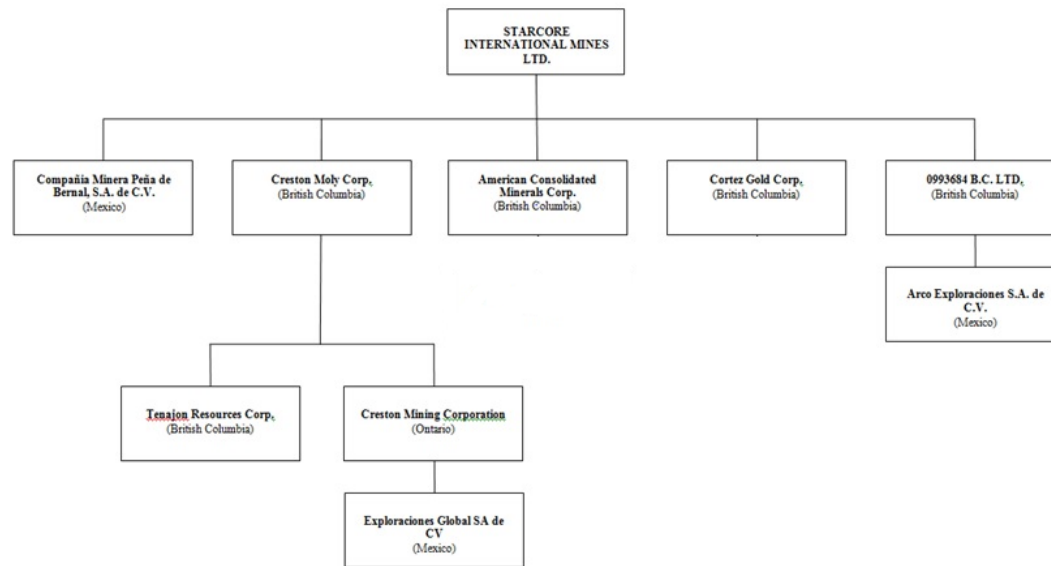 STARCORE
INTERNATIONAL MINES
LTD.
Compañia Minera Peña de
Bernal, S.A. de C.V.
(Mexico)
Creston Moly Corp.
(British Columbia)
American Consolidated
Minerals Corp.
(British Columbia)
Cortez Gold Corp.
(British Columbia)
0993684 B.C. LTD.
(British Columbia)
Arco Exploraciones S.A. de
C.V.
(Mexico)
Tenajon Resources Corp.
(British Columbia)
Creston Mining Corporation
(Ontario)
Exploraciones Global SA de
CV
(Mexico)